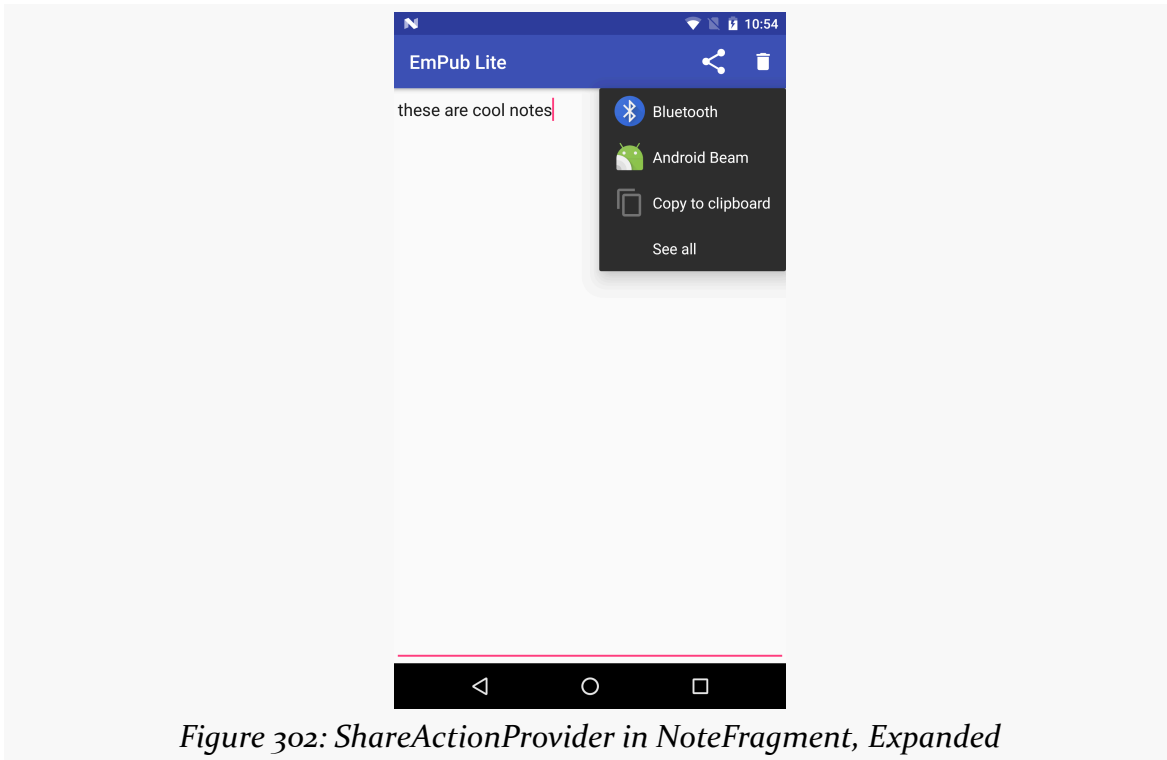 10:54
EmPub Lite
these are cool notes
Bluetooth
Android Beam
Copy to clipboard
See all
Figure 302: ShareActionProvider in NoteFragment, Expanded